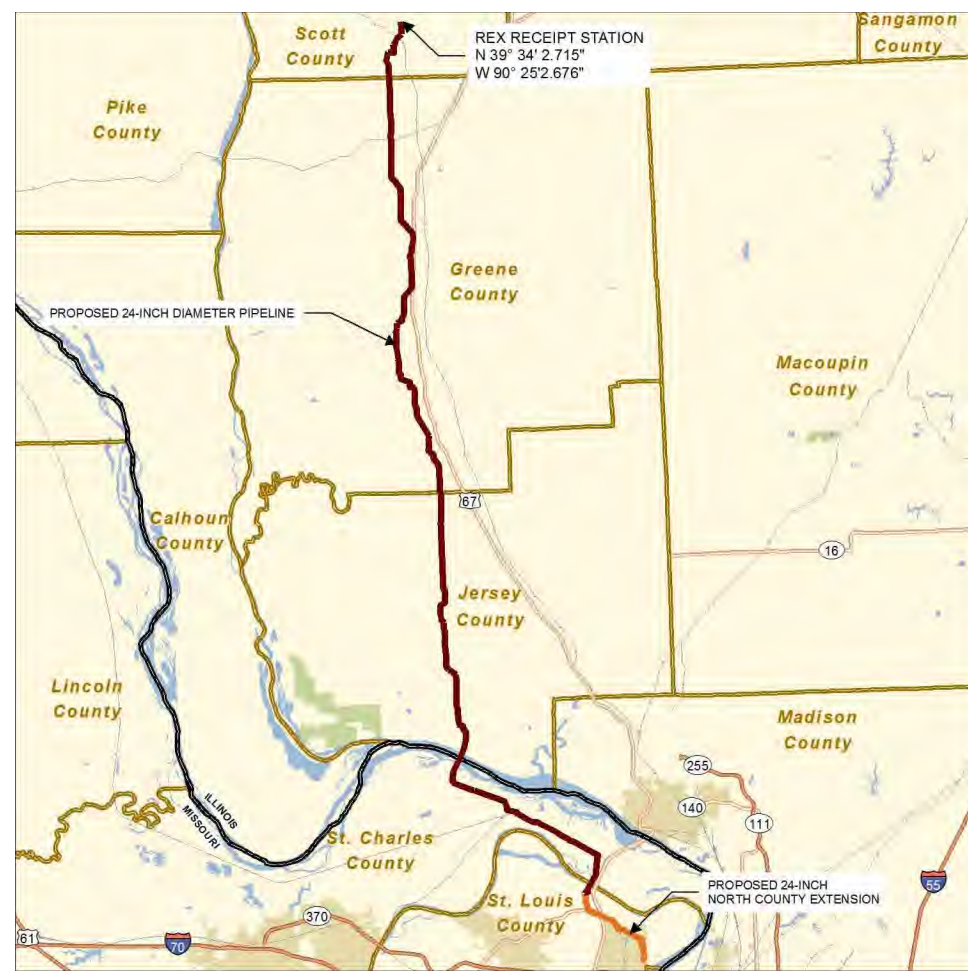 Sangamon
County
Scott
County
REX RECEIPT STATION
N 39° 34' 2.715"
W 90° 25'2.676"
Pike
County
Greene
County
PROPOSED 24-INCH DIAMETER PIPELINE
Macoupin
County
67
Calhoun
County
16
Jersey
County
Lincoln
County
Madison
County
255
140
111
ILLINOIS
MISSOURI
St. Charles
County
55
PROPOSED 24-INCH
NORTH COUNTY EXTENSION
St. Louis
County
370
61
70